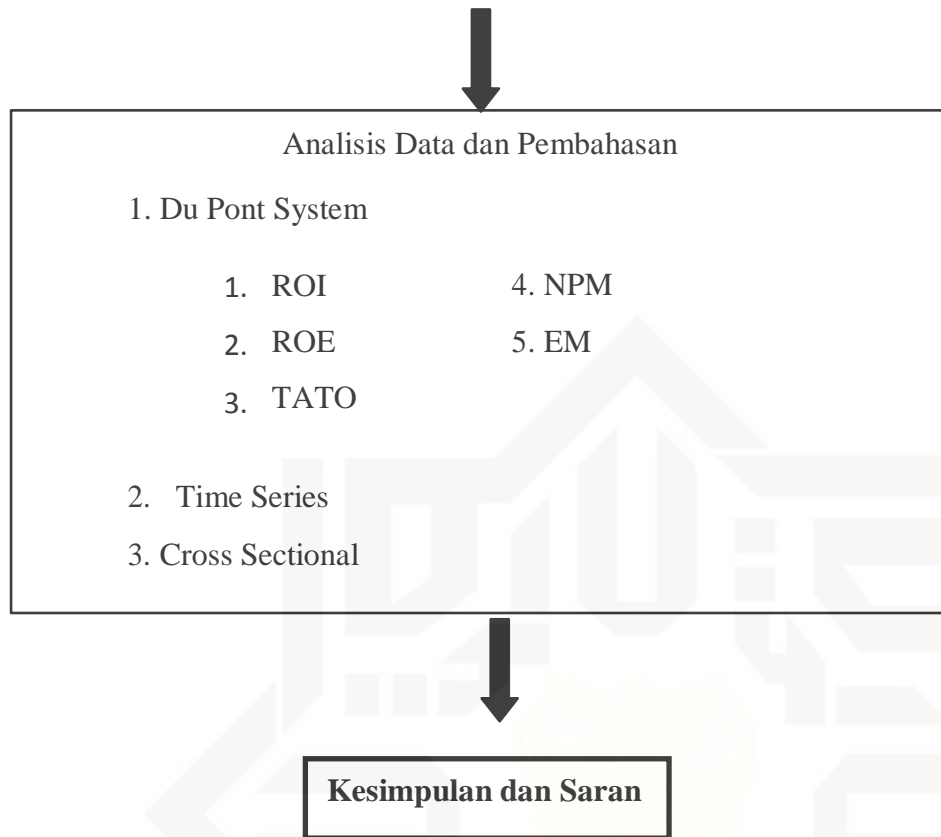 Analisis Data dan Pembahasan
1. Du Pont System
1. ROI 4. NPM
2. ROE 5. EM
3. TATO
2. Time Series
3. Cross Sectional
Kesimpulan dan Saran